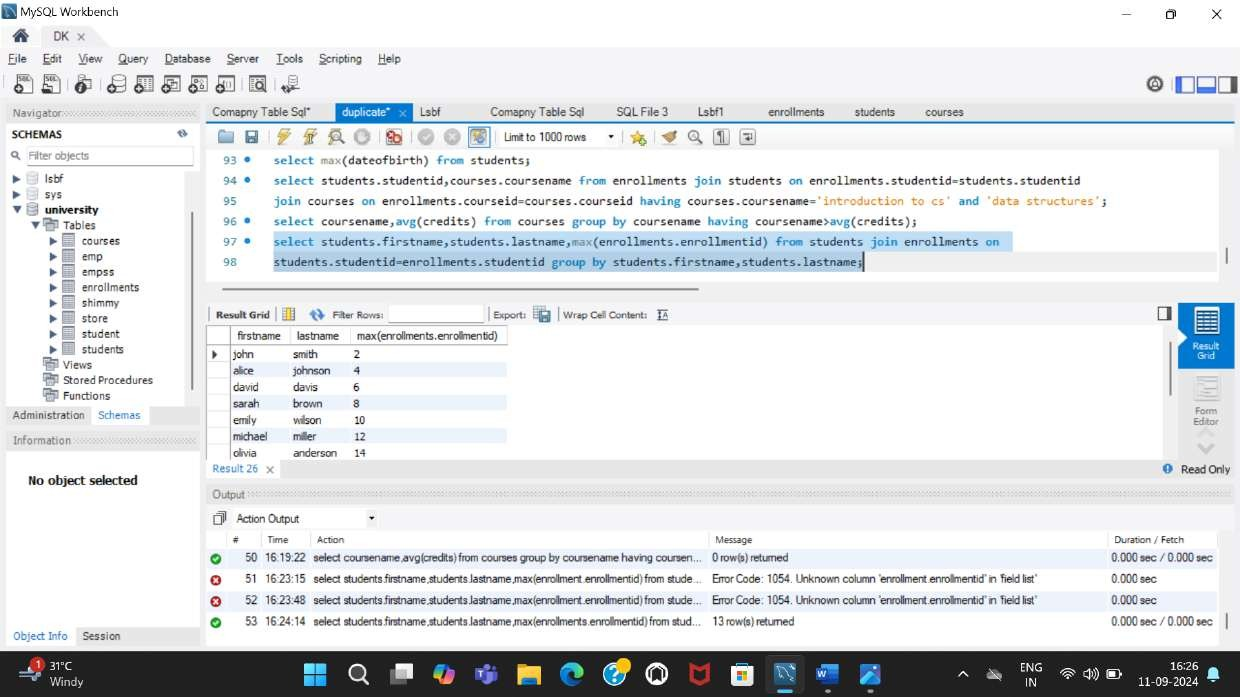 MySQL Workbench
DK
File Edit View Query Database Server Tools Scripting Help
Navigator
SCHEMAS
Filter objects
lsbf
sys
university
Tables
courses
emp
empss
enrollments
shimmy
store
student
students
Views
Stored Procedures
Functions
Administration Schemas
Information
No object selected
Object Info Session
Comapny Table Sql* duplicate* Lsbf Comapny Table Sql SQL File 3 Lsbf1 enrollments students courses
Limit to 1000 rows
93 select max(dateofbirth) from students;
94 select students.studentid,courses.coursename from enrollments join students on enrollments.studentid=students.studentid
95 join courses on enrollments.courseid=courses.courseid having courses.coursename='introduction to cs' and 'data structures';
96 select coursename,avg(credits) from courses group by coursename having coursename>avg(credits);
97 select students.firstname,students.lastname,max(enrollments.enrollmentid) from students join enrollments on
98 students.studentid=enrollments.studentid group by students.firstname,students.lastname;
Result Grid Filter Rows: Export: Wrap Cell Content:
firstname lastname max(enrollments.enrollmentid)
john smith 2
alice johnson 4
david davis 6
sarah brown 8
emily wilson 10
michael miller 12
olivia anderson 14
Result Grid
Form Editor
Result 26
Read Only
Output
Action Output
# Time Action Message Duration / Fetch
50 16:19:22 select coursename,avg(credits) from courses group by coursename having coursen... 0 row(s) returned 0.000 sec / 0.000 sec
51 16:23:15 select students.firstname,students.lastname,max(enrollment.enrollmentid) from stude... Error Code: 1054. Unknown column 'enrollment.enrollmentid' in 'field list' 0.000 sec
52 16:23:48 select students.firstname,students.lastname,max(enrollment.enrollmentid) from stude... Error Code: 1054. Unknown column 'enrollment.enrollmentid' in 'field list' 0.000 sec
53 16:24:14 select students.firstname,students.lastname,max(enrollments.enrollmentid) from stud... 13 row(s) returned 0.000 sec / 0.000 sec
1
31°C
Windy
ENG
IN
16:26
11-09-2024